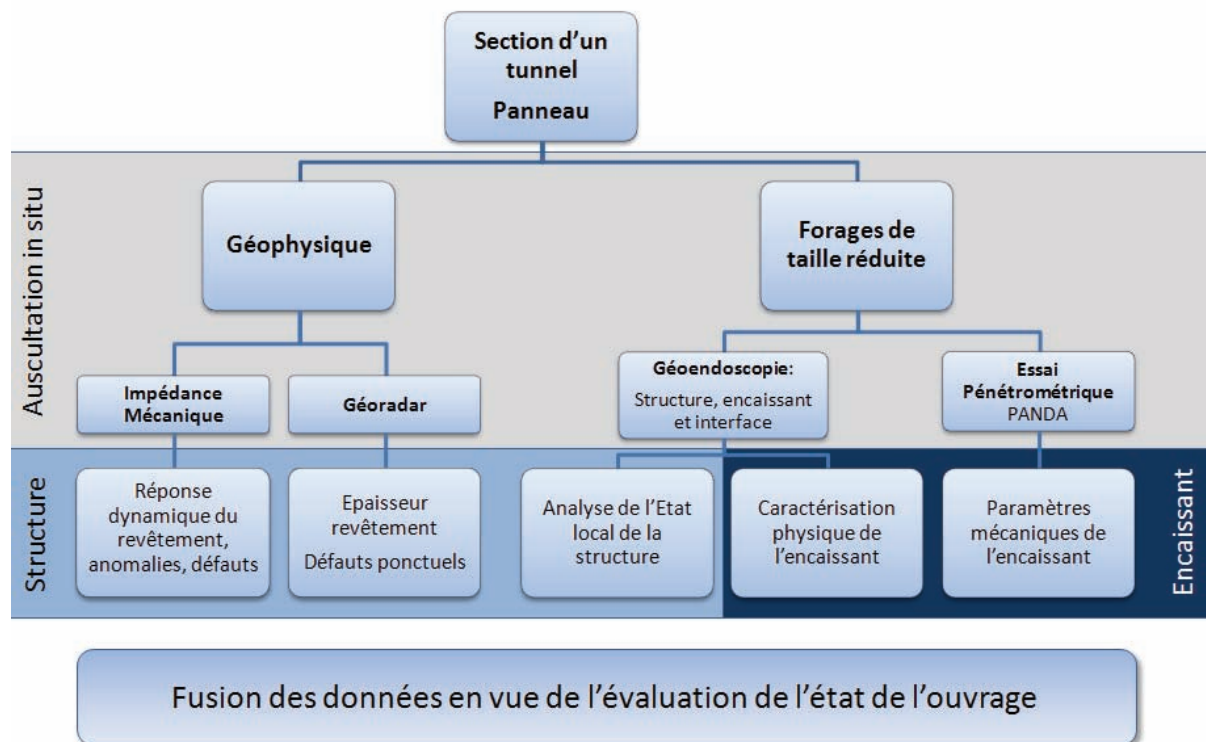 Section d'un
tunnel
Panneau
Auscultation in situ
Géophysique
Forages de
taille réduite
Impédance
Mécanique
Géoradar
Géoendoscopie:
Structure, encaissant
et interface
Essai
Pénétrométrique
PANDA
Structure
Réponse
dynamique du
revêtement,
anomalies, défauts
Epaisseur
revêtement
Défauts ponctuels
Analyse de l'Etat
local de la
structure
Caractérisation
physique de
l'encaissant
Paramètres
mécaniques de
l'encaissant
Encaissant
Fusion des données en vue de l'évaluation de l'état de l'ouvrage